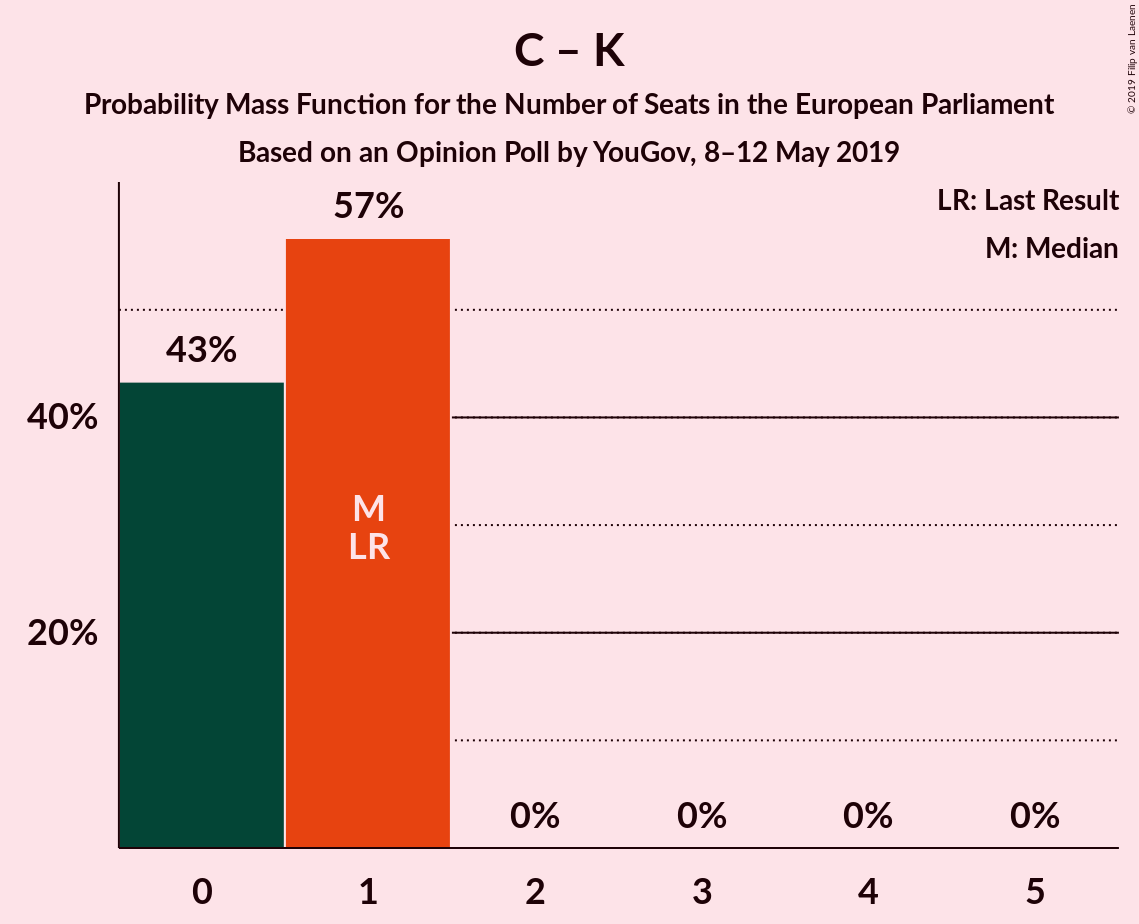 C – K
Probability Mass Function for the Number of Seats in the European Parliament
Based on an Opinion Poll by YouGov, 8–12 May 2019
© 2019 Filip van Laenen
LR: Last Result
M: Median
57%
43%
40%
20%
M
LR
0%
0%
0%
0%
0
1
2
3
4
5